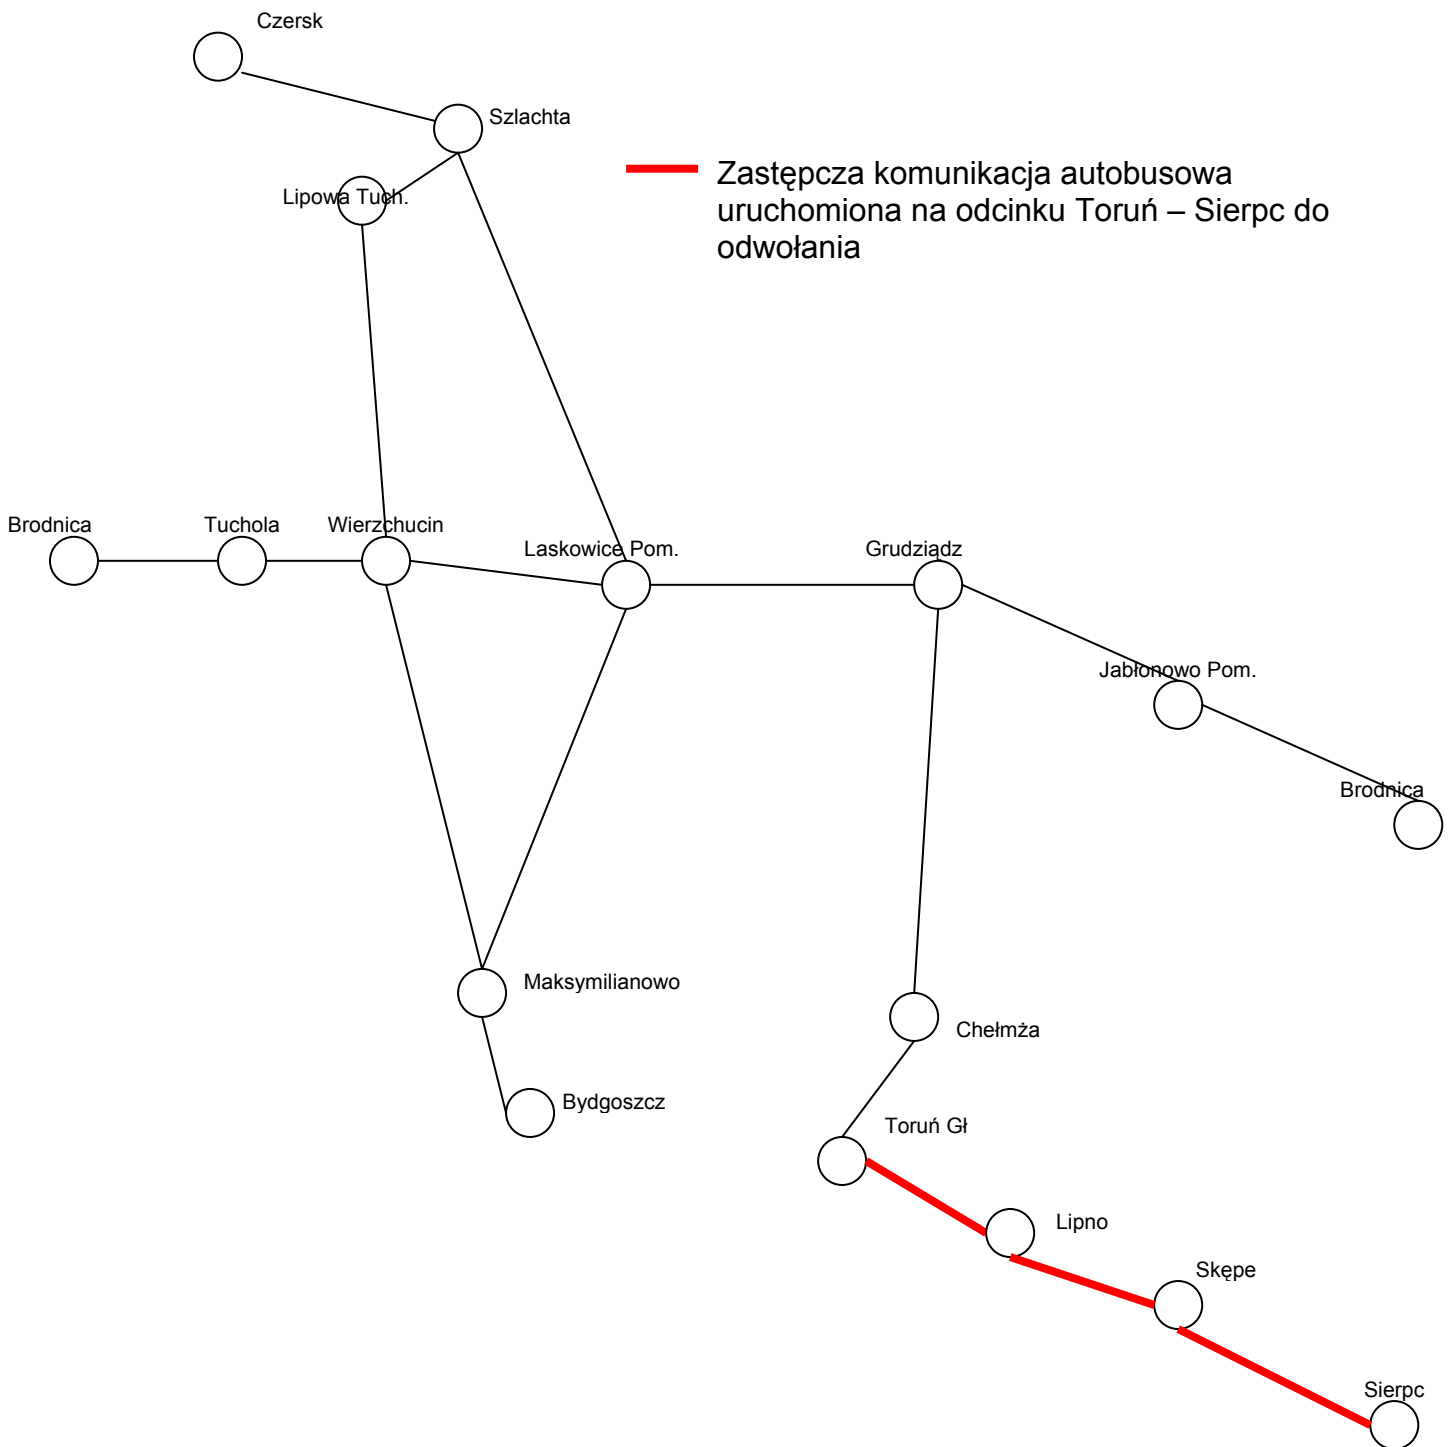 Czersk
Szlachta
Zastępcza komunikacja autobusowa
uruchomiona na odcinku Toruń – Sierpc do
odwołania
Lipowa Tuch.
Brodnica
Tuchola
Wierzchucin
Laskowice Pom.
Grudziądz
Jabłonowo Pom.
Brodnica
Maksymilianowo
Chełmża
Bydgoszcz
Toruń Gł
Lipno
Skępe
Sierpc